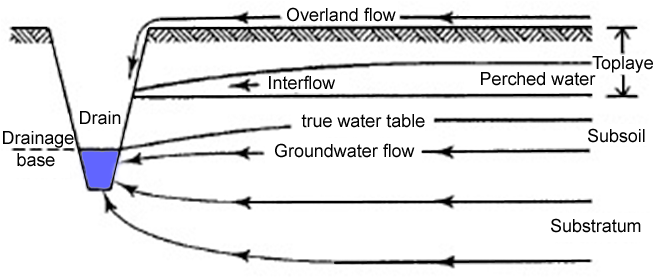 Overland flow
Toplaye
Perched water
Interflow
Drain
true water table
Drainage
base
Subsoil
Groundwater flow
Substratum